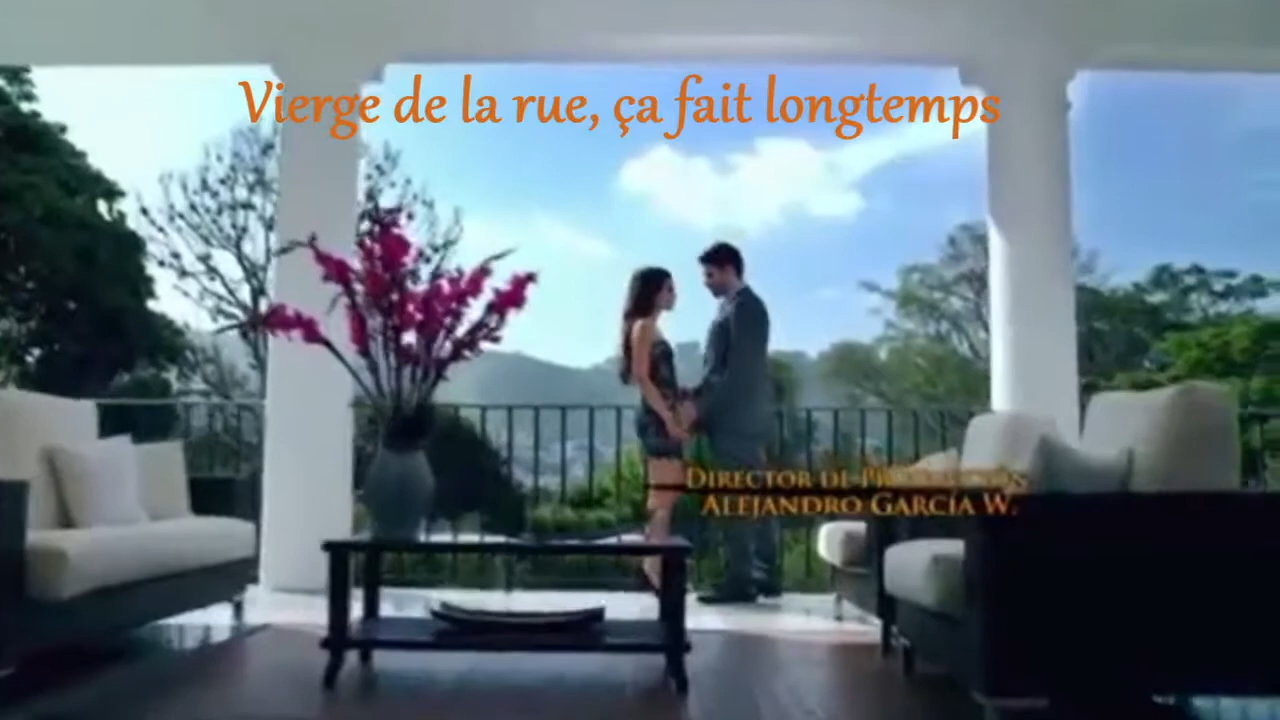 Vierge de la rue, ça fait longtemps
DIRECTOR DE
ALEJANDRO GARCÍA W.